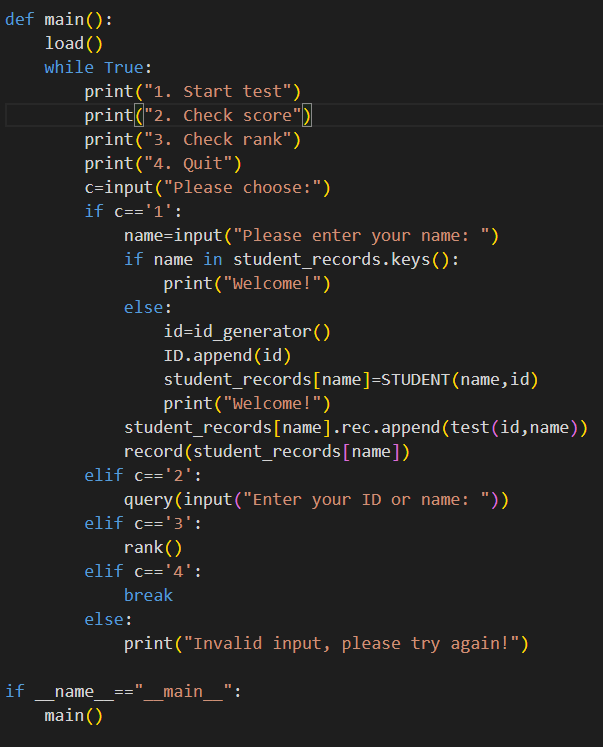 def main():
    load()
    while True:
        print("1. Start test")
        print("2. Check score")
        print("3. Check rank")
        print("4. Quit")
        c=input("Please choose:")
        if c=='1':
            name=input("Please enter your name: ")
            if name in student_records.keys():
                print("Welcome!")
            else:
                id=id_generator()
                ID.append(id)
                student_records[name]=STUDENT(name,id)
                print("Welcome!")
            student_records[name].rec.append(test(id,name))
            record(student_records[name])
        elif c=='2':
            query(input("Enter your ID or name: "))
        elif c=='3':
            rank()
        elif c=='4':
            break
        else:
            print("Invalid input, please try again!")

if __name__=="__main__":
    main()